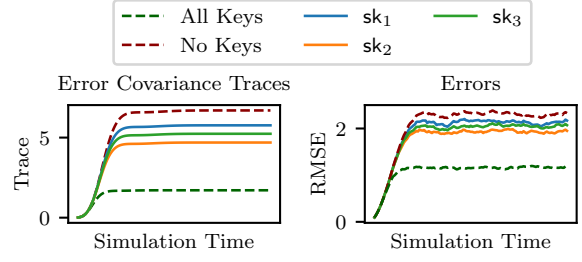 All Keys
No Keys
sk₁
sk₂
sk₃
Error Covariance Traces
Trace
5
0
Simulation Time
Errors
RMSE
2
0
Simulation Time